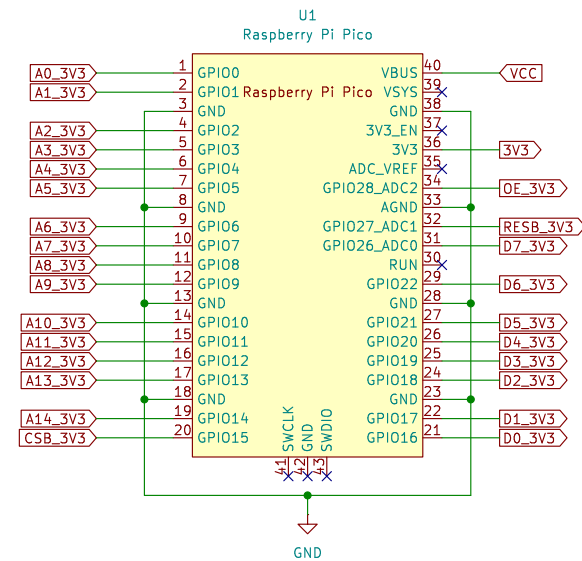 U1
Raspberry Pi Pico
A0_3V3 1 GPIO0 VBUS 40 VCC
A1_3V3 2 GPIO1 Raspberry Pi Pico VSYS 39
3 GND GND 38
A2_3V3 4 GPIO2 3V3_EN 37
A3_3V3 5 GPIO3 3V3 36 3V3
A4_3V3 6 GPIO4 ADC_VREF 35
A5_3V3 7 GPIO5 GPIO28_ADC2 34 OE_3V3
8 GND AGND 33
A6_3V3 9 GPIO6 GPIO27_ADC1 32 RESB_3V3
A7_3V3 10 GPIO7 GPIO26_ADC0 31 D7_3V3
A8_3V3 11 GPIO8 RUN 30
A9_3V3 12 GPIO9 GPIO22 29 D6_3V3
13 GND GND 28
A10_3V3 14 GPIO10 GPIO21 27 D5_3V3
A11_3V3 15 GPIO11 GPIO20 26 D4_3V3
A12_3V3 16 GPIO12 GPIO19 25 D3_3V3
A13_3V3 17 GPIO13 GPIO18 24 D2_3V3
18 GND GND 23
A14_3V3 19 GPIO14 GPIO17 22 D1_3V3
CSB_3V3 20 GPIO15 GPIO16 21 D0_3V3
SWCLK GND SWDIO
41 42 43
GND